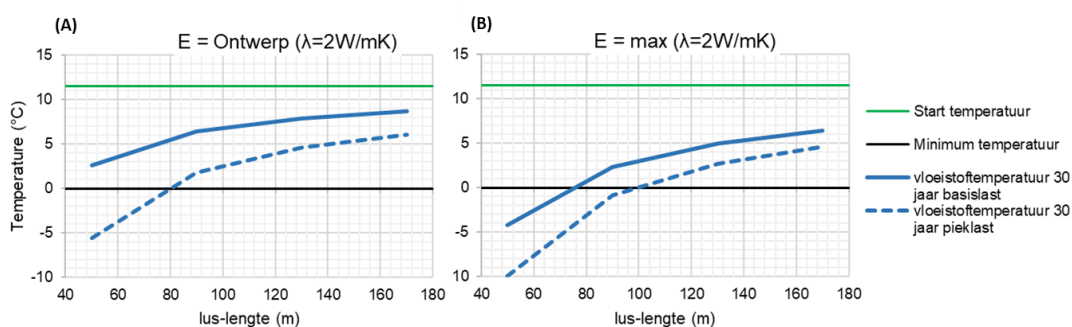 (A)
E = Ontwerp (λ=2W/mK)
15
10
5
0
-5
-10
Temperature (°C)
40 60 80 100 120 140 160 180
lus-lengte (m)
(B)
E = max (λ=2W/mK)
15
10
5
0
-5
10
40 60 80 100 120 140 160 180
lus-lengte (m)
Start temperatuur
Minimum temperatuur
vloeistoftemperatuur 30
jaar basislast
vloeistoftemperatuur 30
jaar pieklast